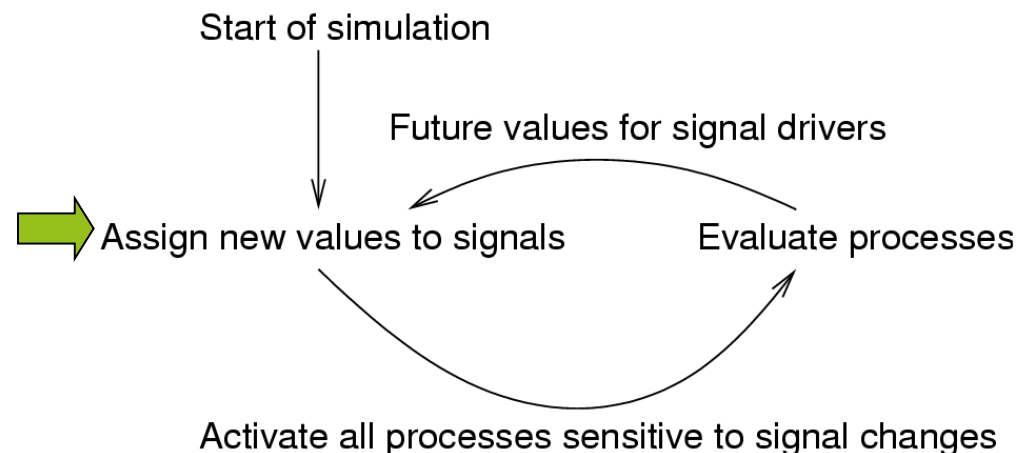 Start of simulation
Future values for signal drivers
Assign new values to signals
Evaluate processes
Activate all processes sensitive to signal changes